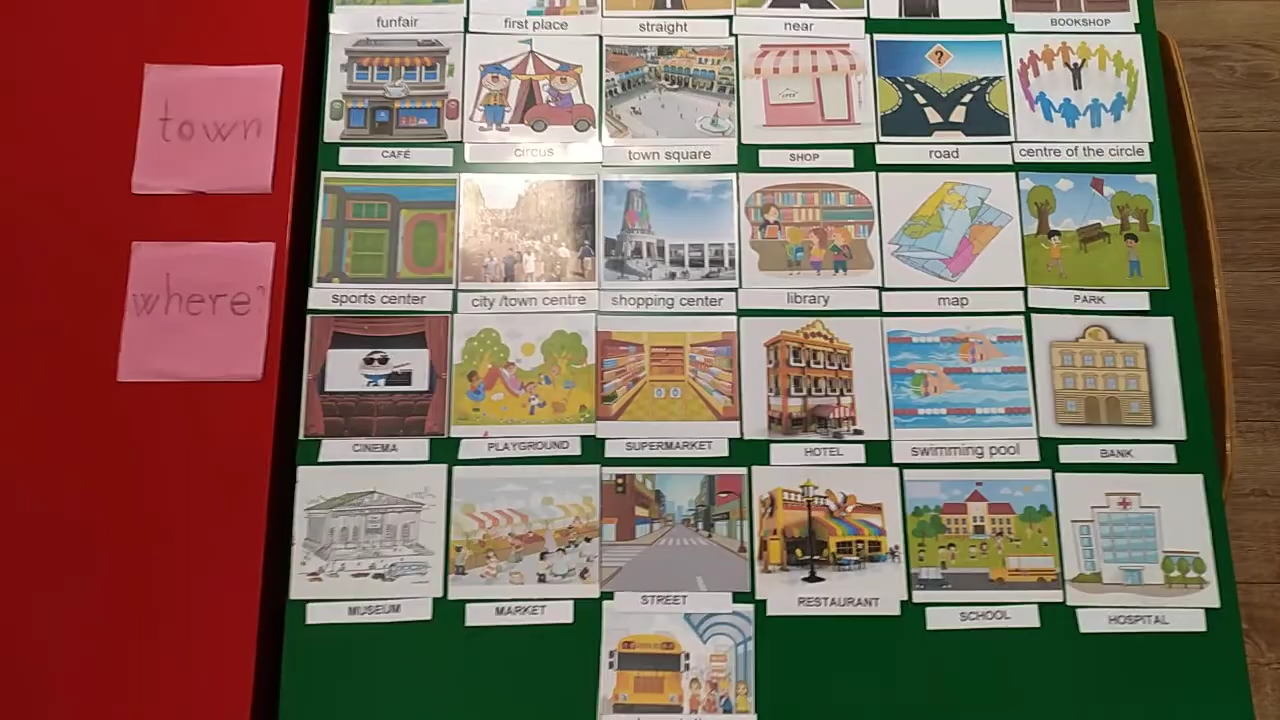 funfair
first place
straight
near
BOOKSHOP
town
CAFÉ
circus
town square
SHOP
road
centre of the circle
where?
sports center
city /town centre
shopping center
library
map
PARK
CINEMA
PLAYGROUND
SUPERMARKET
HOTEL
swimming pool
BANK
MUSEUM
MARKET
STREET
RESTAURANT
SCHOOL
HOSPITAL